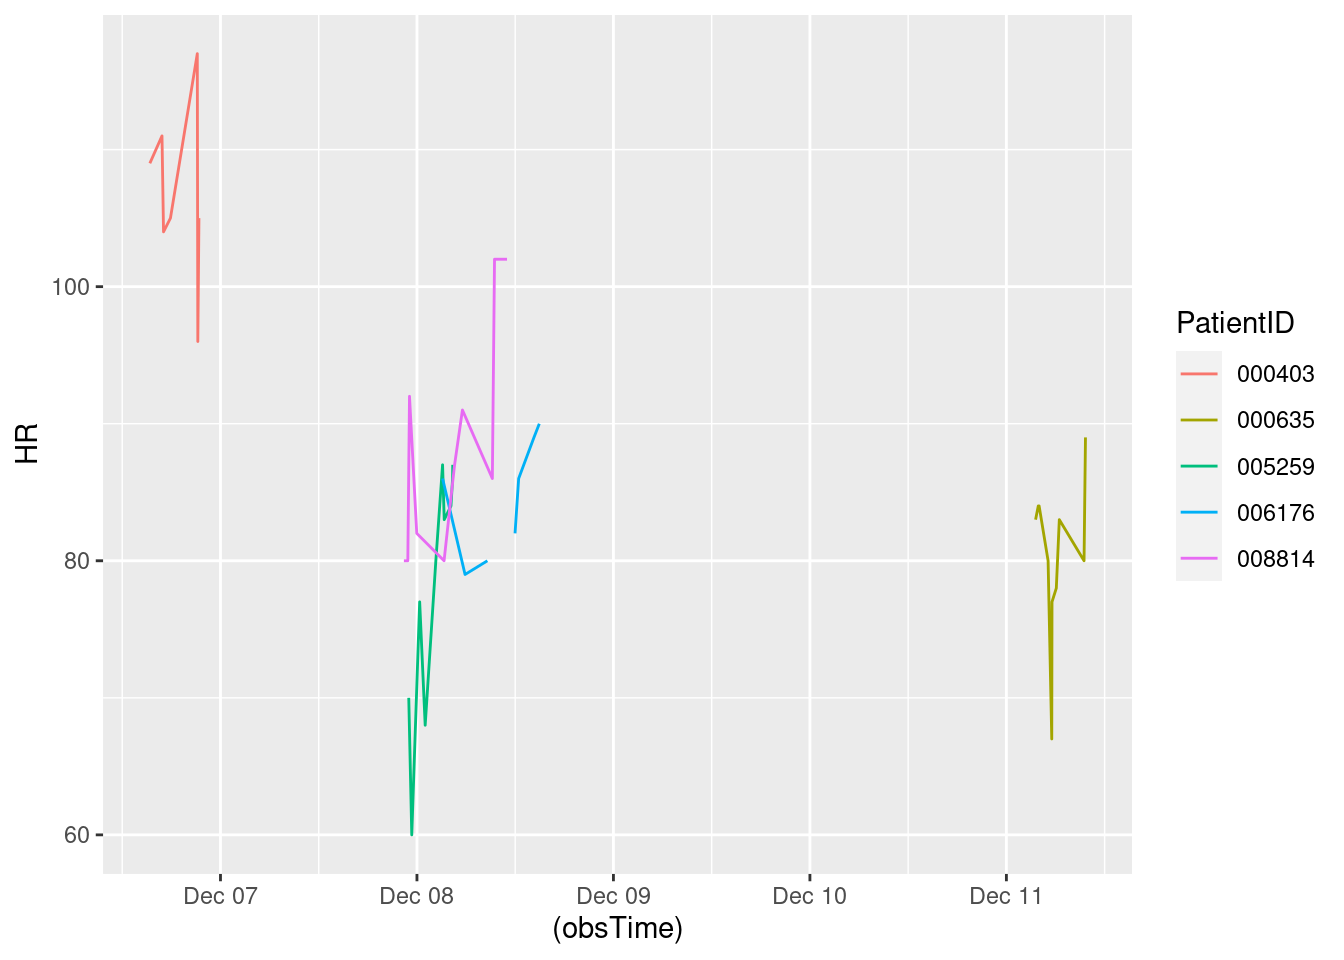 100
80
60
HR
Dec 07
Dec 08
Dec 09
Dec 10
Dec 11
(obsTime)
PatientID
000403
000635
005259
006176
008814